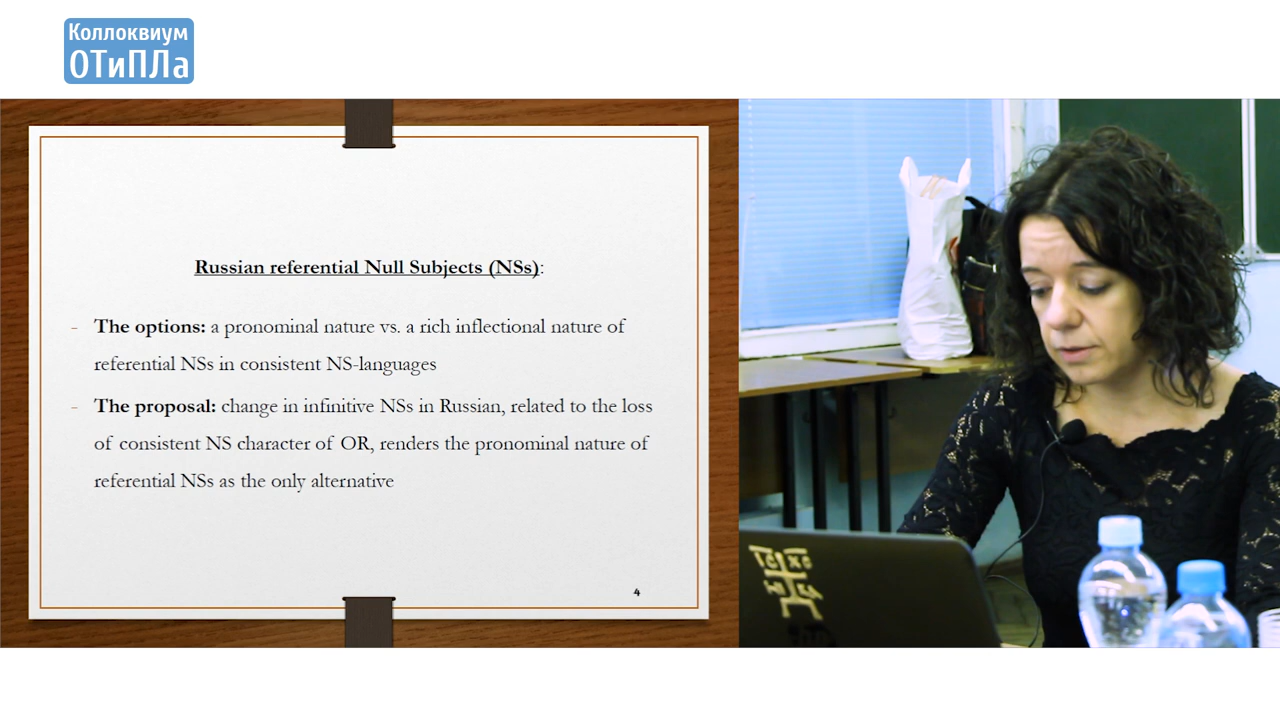 Коллоквиум
ОТиПЛа
Russian referential Null Subjects (NSs):
- The options: a pronominal nature vs. a rich inflectional nature of
referential NSs in consistent NS-languages
- The proposal: change in infinitive NSs in Russian, related to the loss
of consistent NS character of OR, renders the pronominal nature of
referential NSs as the only alternative
4
IC XC